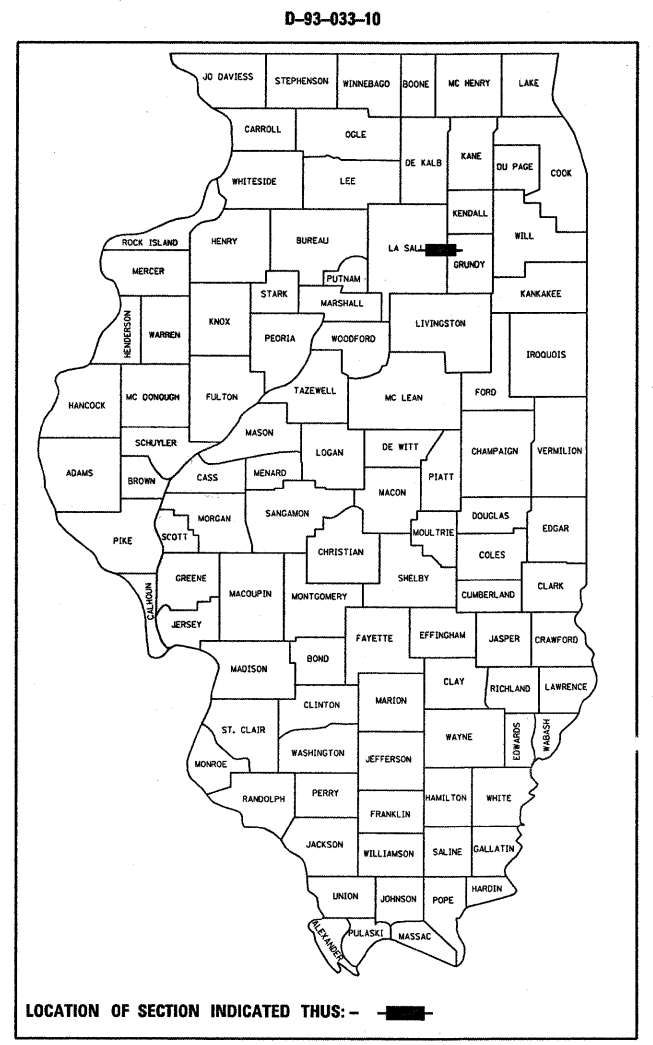 D-93-033-10
JO DAVIESS
STEPHENSON
WINNEBAGO
BOONE
MC HENRY
LAKE
CARROLL
OGLE
DE KALB
KANE
DU PAGE
COOK
WHITESIDE
LEE
KENDALL
ROCK ISLAND
HENRY
BUREAU
LA SAL
WILL
GRUNDY
MERCER
PUTNAM
STARK
MARSHALL
KANKAKEE
HENDERSON
WARREN
KNOX
PEORIA
WOODFORD
LIVINGSTON
IROQUOIS
HANCOCK
MC DONOUGH
FULTON
TAZEWELL
MC LEAN
FORD
MASON
SCHUYLER
LOGAN
DE WITT
CHAMPAIGN
VERMILION
ADAMS
BROWN
CASS
MENARD
PIATT
MACON
MORGAN
SANGAMON
DOUGLAS
EDGAR
PIKE
SCOTT
CHRISTIAN
MOULTRIE
COLES
CALHOUN
GREENE
MACOUPIN
MONTGOMERY
SHELBY
CUMBERLAND
CLARK
JERSEY
FAYETTE
EFFINGHAM
JASPER
CRAWFORD
MADISON
BOND
CLAY
RICHLAND
LAWRENCE
CLINTON
MARION
ST. CLAIR
WAYNE
EDWARDS
WABASH
MONROE
WASHINGTON
JEFFERSON
RANDOLPH
PERRY
HAMILTON
WHITE
FRANKLIN
JACKSON
WILLIAMSON
SALINE
GALLATIN
UNION
JOHNSON
POPE
HARDIN
ALEXANDER
PULASKI
MASSAC
LOCATION OF SECTION INDICATED THUS:-